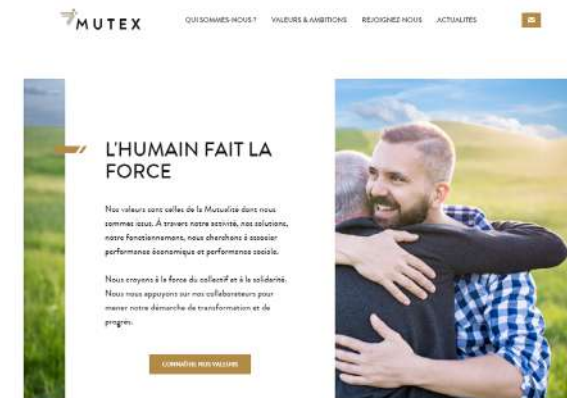 MUTEX
QUI SOMMES-NOUS ? VALEURS & AMBITIONS REJOIGNEZ-NOUS ACTUALITÉS
L'HUMAIN FAIT LA
FORCE
Nos valeurs sont celles de la Mutualité dont nous
sommes issus. À travers notre activité, nos solutions,
notre fonctionnement, nous cherchons à associer
performance économique et performance sociale.
Nous croyons à la force du collectif et à la solidarité.
Nous nous appuyons sur nos collaborateurs pour
mener notre démarche de transformation et de
progrès.
CONNAÎTRE NOS VALEURS